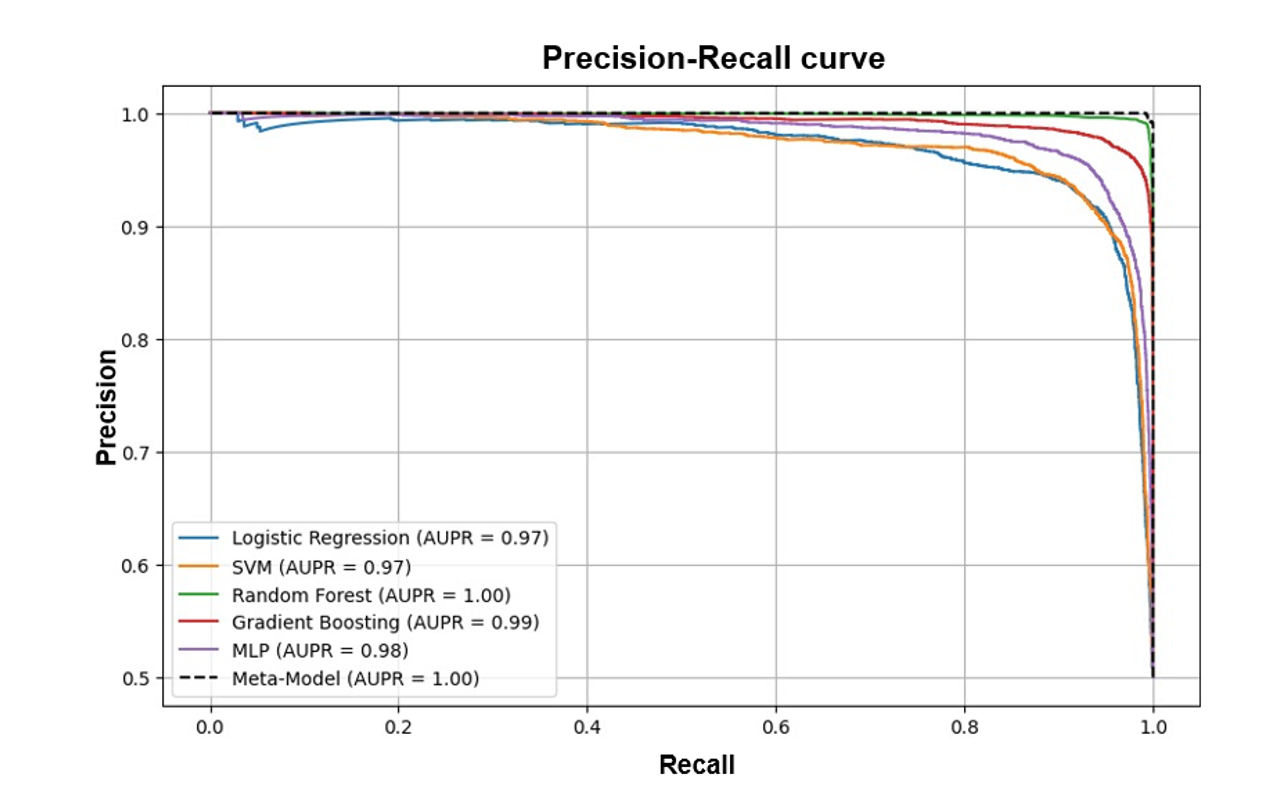 Precision-Recall curve
1.0
0.9
0.8
0.7
0.6
0.5
Precision
Logistic Regression (AUPR = 0.97)
SVM (AUPR = 0.97)
Random Forest (AUPR = 1.00)
Gradient Boosting (AUPR = 0.99)
MLP (AUPR = 0.98)
Meta-Model (AUPR = 1.00)
0.0 0.2 0.4 0.6 0.8 1.0
Recall